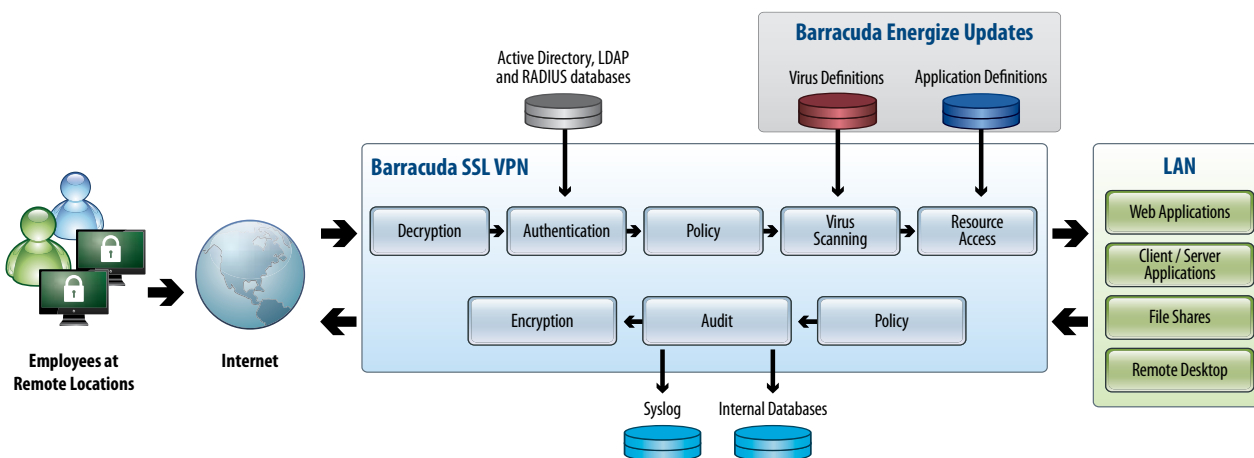 Barracuda Energize Updates
Active Directory, LDAP
and RADIUS databases
Virus Definitions
Application Definitions
Barracuda SSL VPN
LAN
Decryption
Authentication
Policy
Virus
Scanning
Resource
Access
Web Applications
Client / Server
Applications
Encryption
Audit
Policy
File Shares
Remote Desktop
Employees at
Remote Locations
Internet
Syslog
Internal Databases